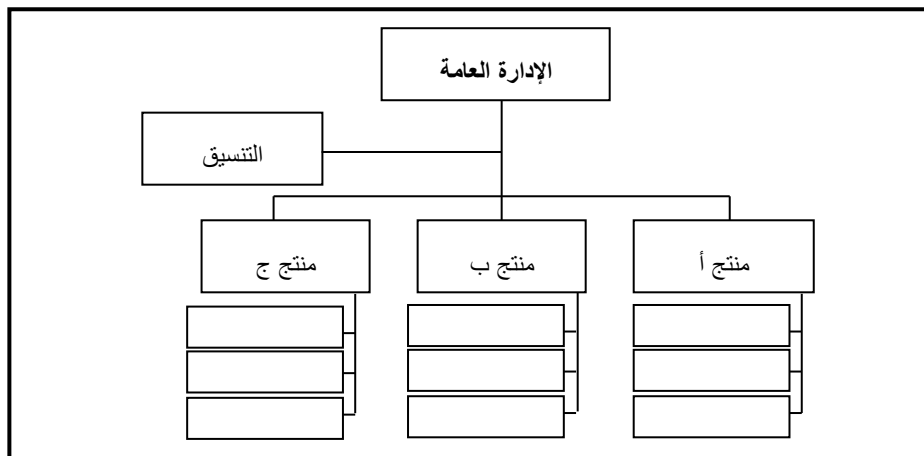 الإدارة العامة
التنسيق
منتج أ
منتج ب
منتج ج